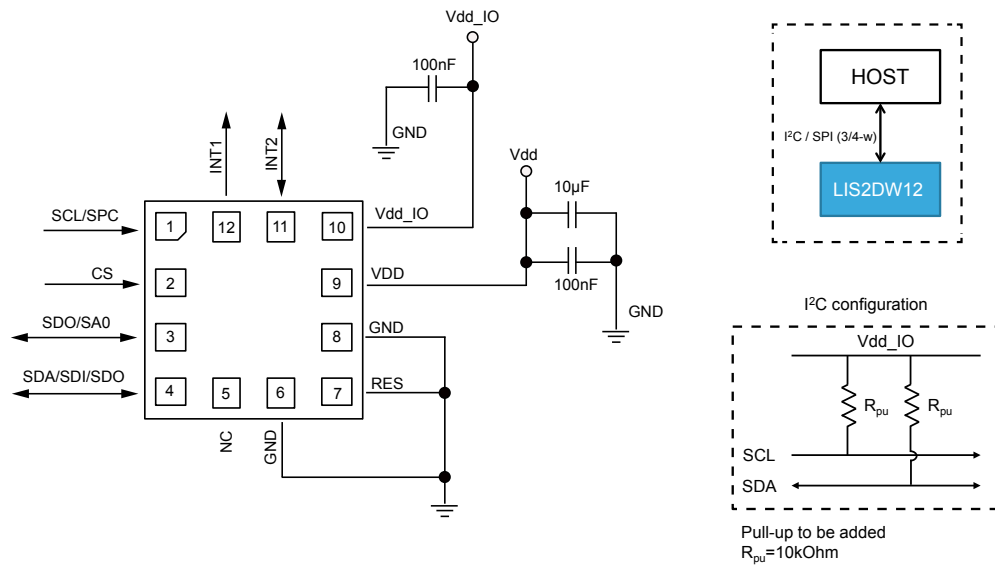 Vdd_IO
100nF
GND
INT1
INT2
Vdd
10µF
100nF
GND
SCL/SPC
CS
SDO/SA0
SDA/SDI/SDO
1
12
11
10
2
9
3
8
4
5
6
7
Vdd_IO
VDD
GND
RES
NC
GND
HOST
I²C / SPI (3/4-w)
LIS2DW12
I²C configuration
Vdd_IO
Rpu
Rpu
SCL
SDA
Pull-up to be added
Rpu=10kOhm